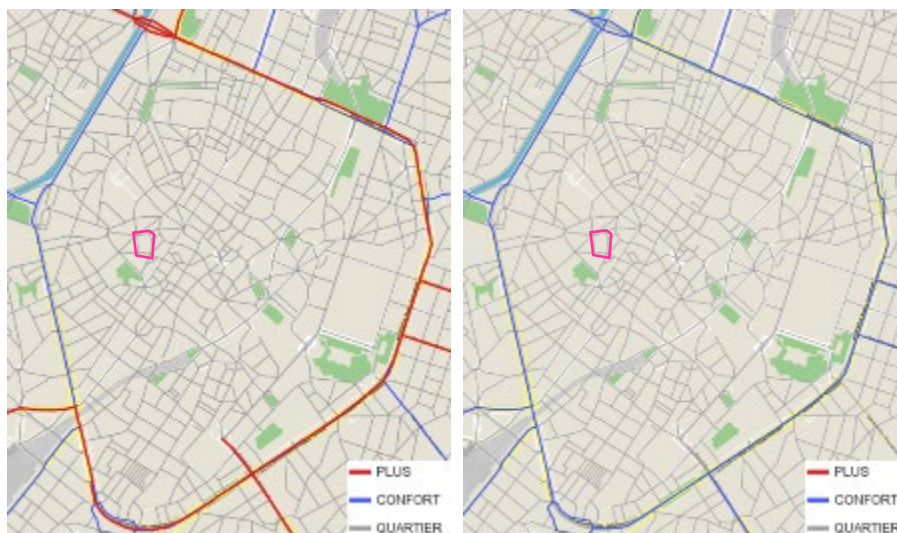 PLUS
CONFORT
QUARTIER
PLUS
CONFORT
QUARTIER